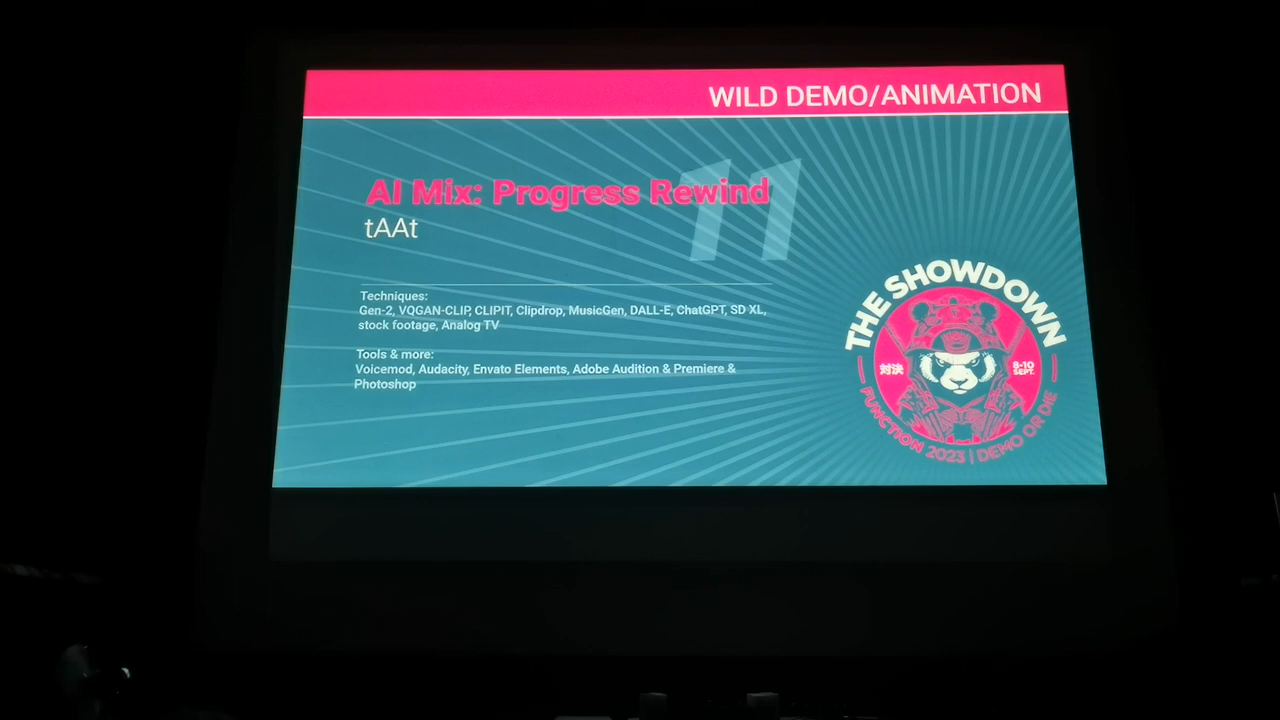 WILD DEMO/ANIMATION
11
AI Mix: Progress Rewind
tAAt
Techniques:
Gen-2, VQGAN-CLIP, CLIPIT, Clipdrop, MusicGen, DALL-E, ChatGPT, SD XL,
stock footage, Analog TV
Tools & more:
Voicemod, Audacity, Envato Elements, Adobe Audition & Premiere &
Photoshop
THE SHOWDOWN
対決
8-10
SEPT.
FUNCTION 2023 | DEMO OR DIE